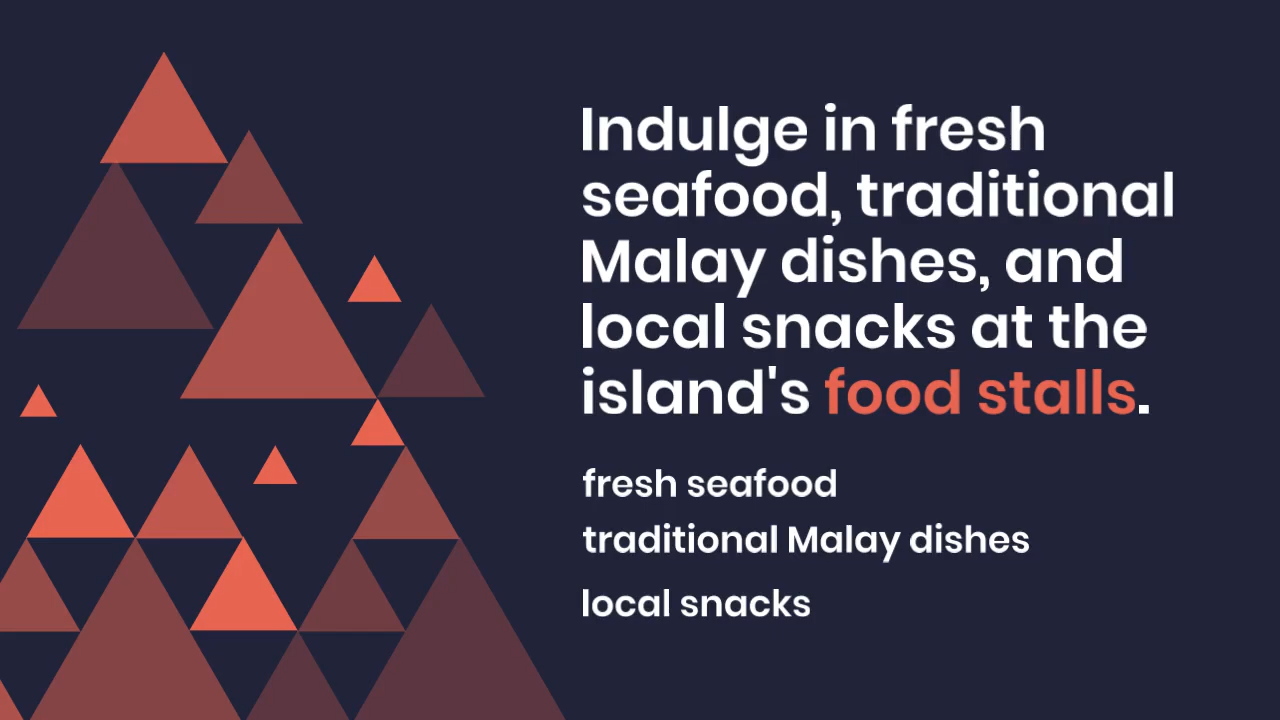 Indulge in fresh
seafood, traditional
Malay dishes, and
local snacks at the
island's food stalls.
fresh seafood
traditional Malay dishes
local snacks